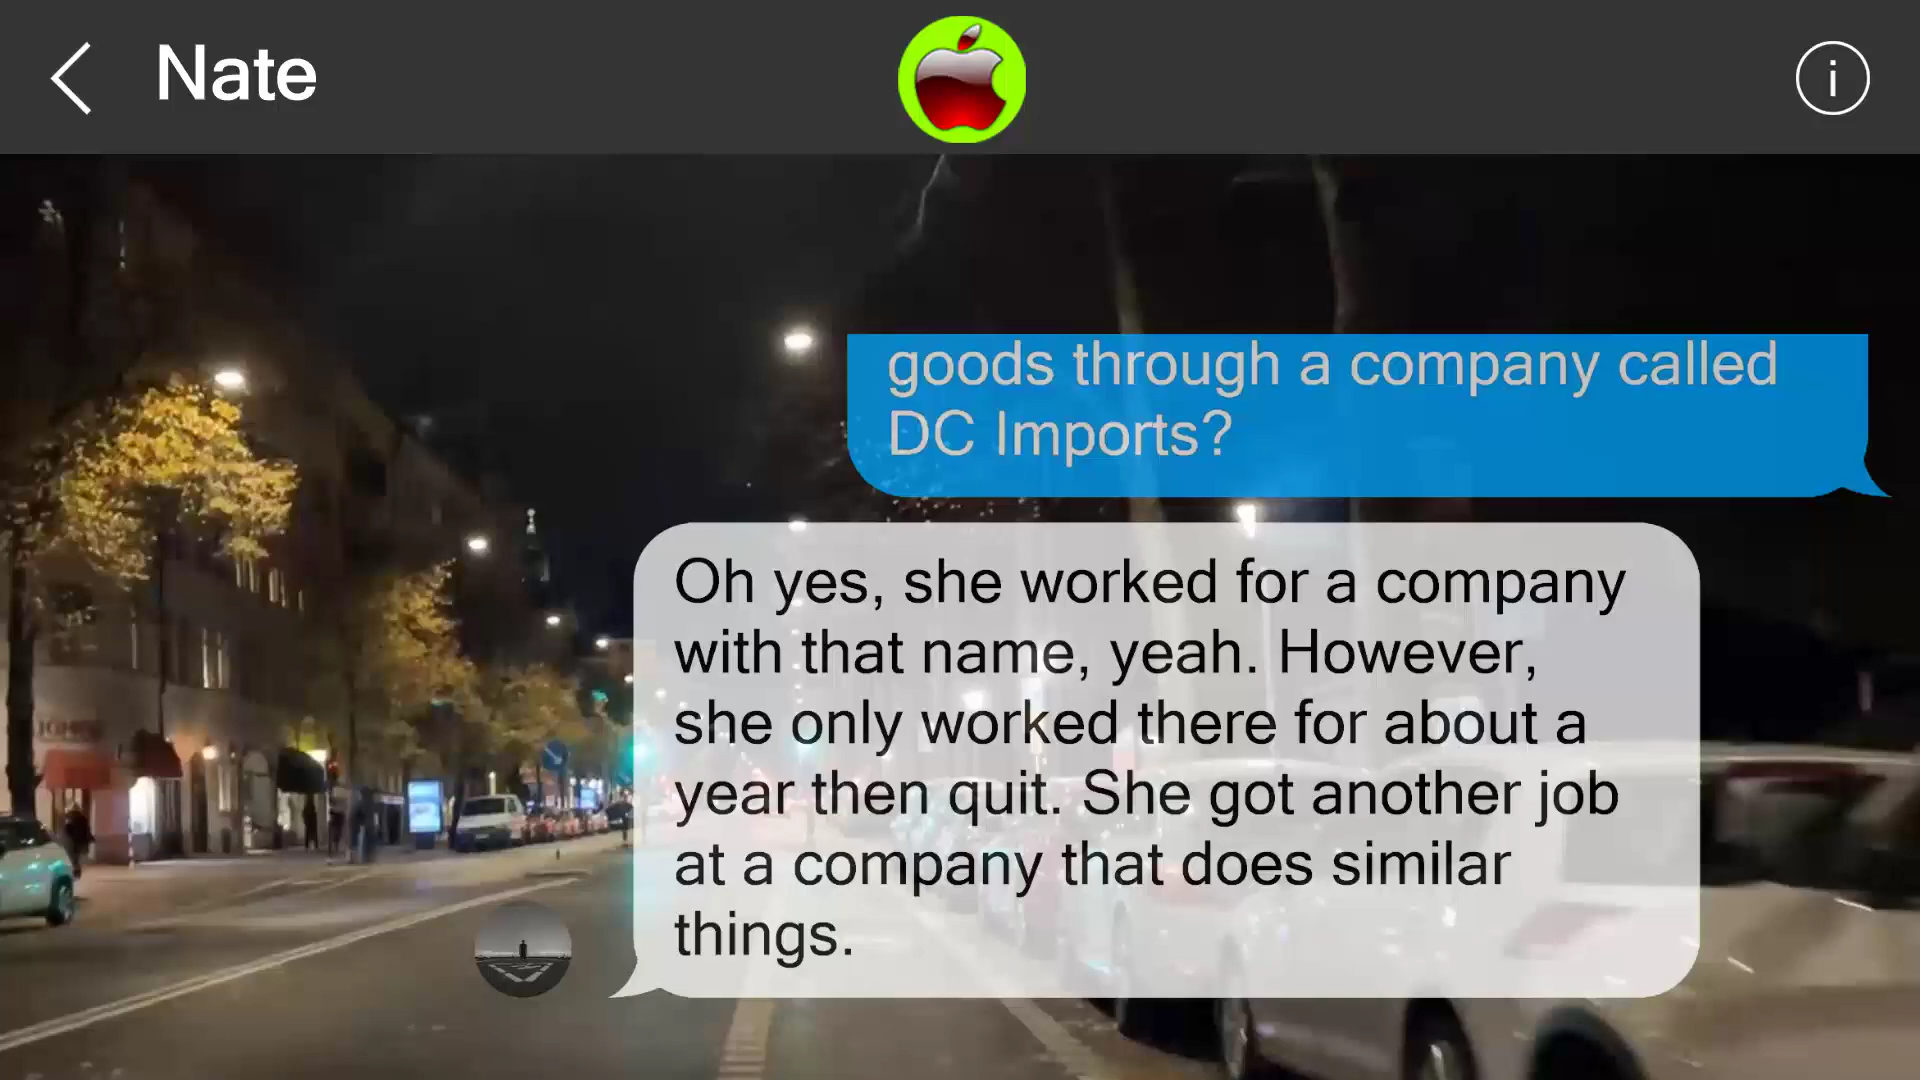 Nate
goods through a company called
DC Imports?
Oh yes, she worked for a company
with that name, yeah. However,
she only worked there for about a
year then quit. She got another job
at a company that does similar
things.